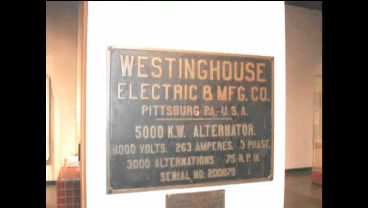 WESTINGHOUSE
ELECTRIC & MFG. CO.
PITTSBURG PA., U.S.A.
5000 K.W. ALTERNATOR.
11000 VOLTS. 263 AMPERES. 3 PHASE.
3000 ALTERNATIONS 75 R.P.M.
SERIAL NO. 200875